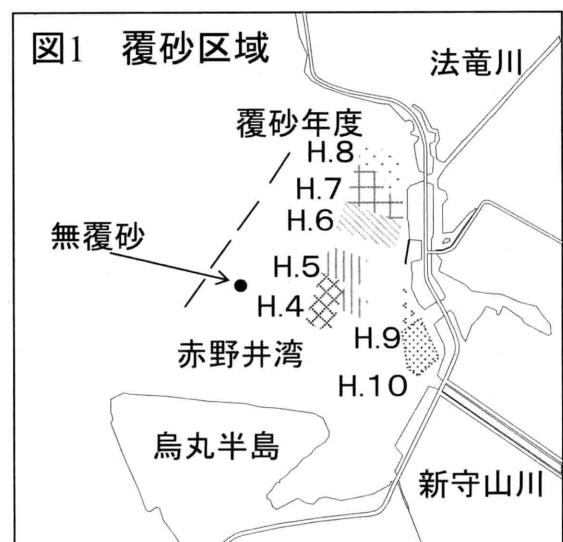 図1 覆砂区域
法竜川
覆砂年度
H.8
H.7
H.6
無覆砂
H.5
H.4
赤野井湾
H.9
H.10
烏丸半島
新守山川